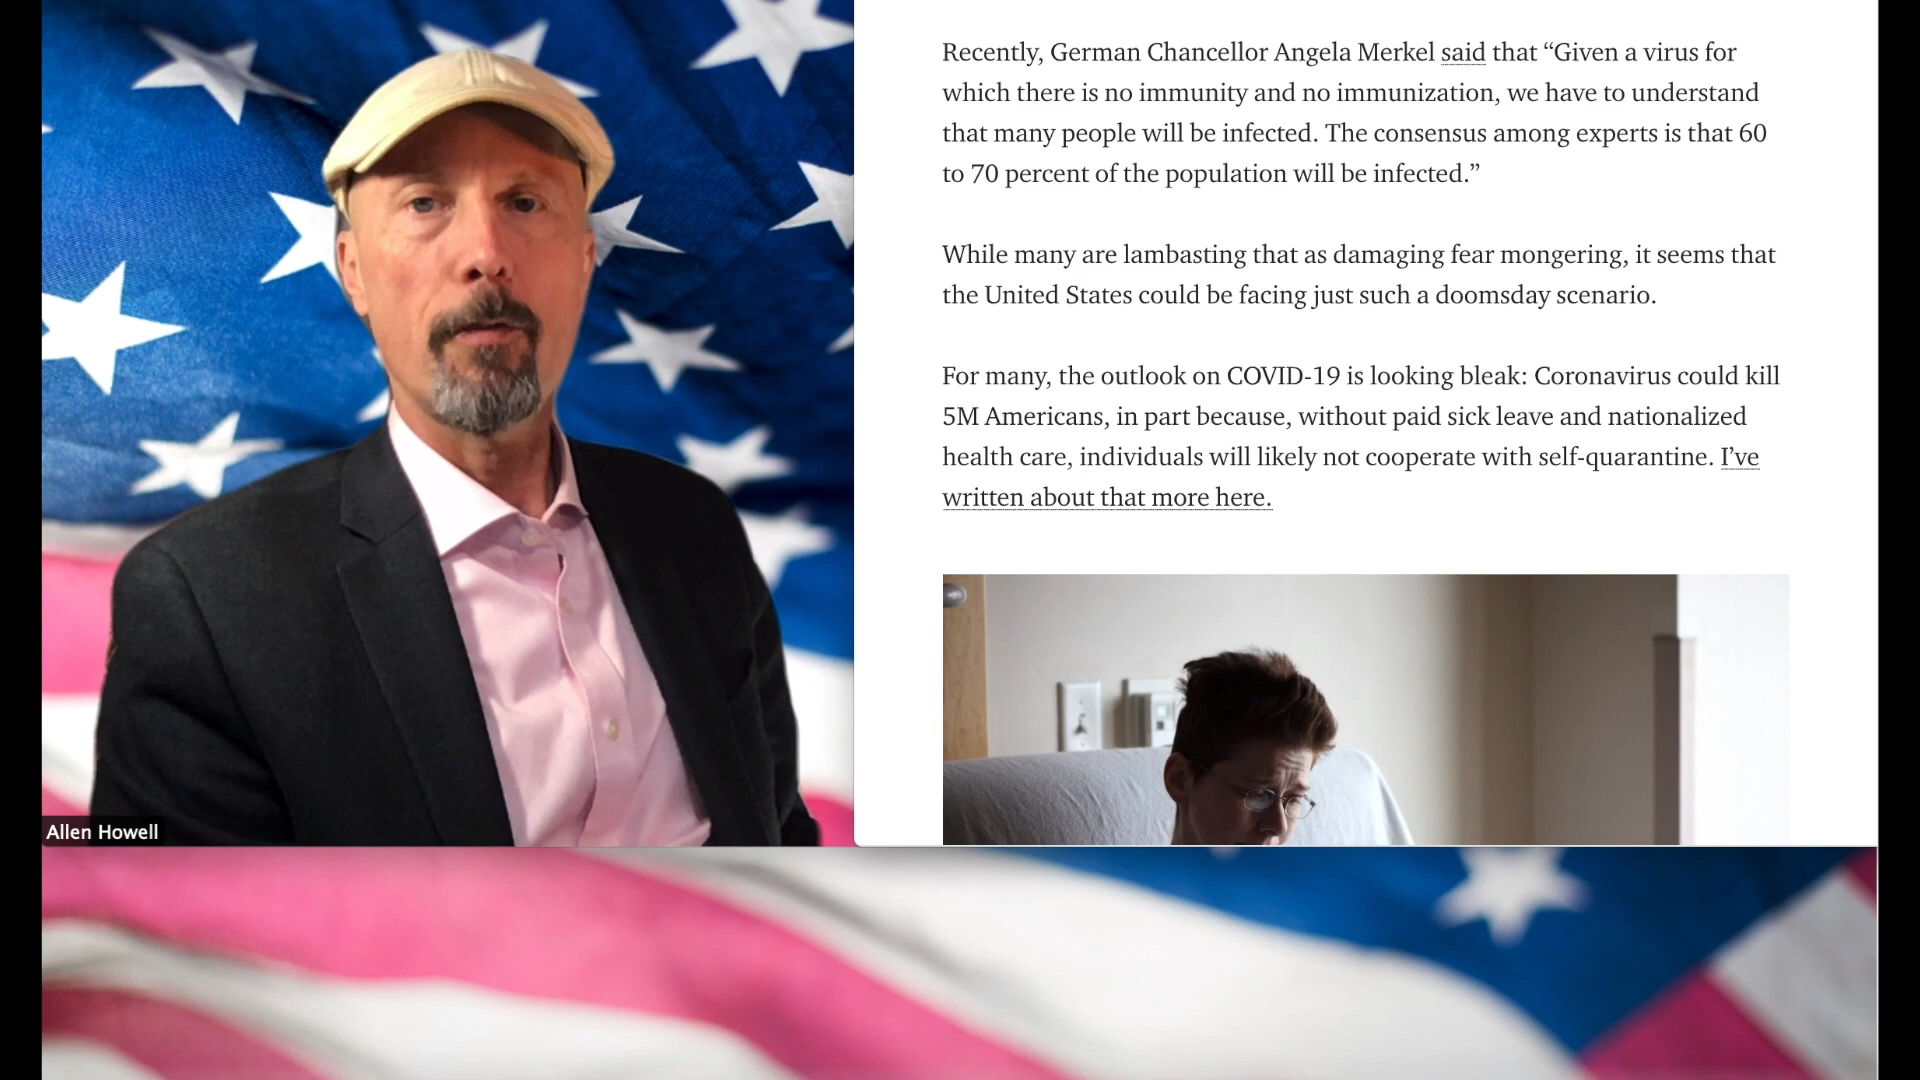 Recently, German Chancellor Angela Merkel said that “Given a virus for
which there is no immunity and no immunization, we have to understand
that many people will be infected. The consensus among experts is that 60
to 70 percent of the population will be infected.”
While many are lambasting that as damaging fear mongering, it seems that
the United States could be facing just such a doomsday scenario.
For many, the outlook on COVID-19 is looking bleak: Coronavirus could kill
5M Americans, in part because, without paid sick leave and nationalized
health care, individuals will likely not cooperate with self-quarantine. I’ve
written about that more here.
Allen Howell